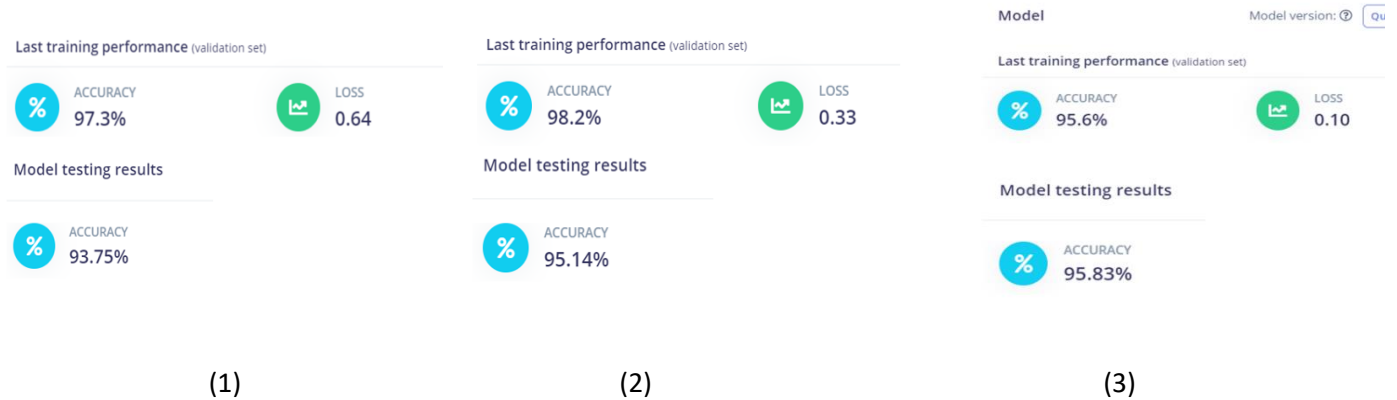 Last training performance (validation set)
% ACCURACY
97.3%
LOSS
0.64
Model testing results
% ACCURACY
93.75%
(1)
Last training performance (validation set)
% ACCURACY
98.2%
LOSS
0.33
Model testing results
% ACCURACY
95.14%
(2)
Model
Model version: ? Qu
Last training performance (validation set)
% ACCURACY
95.6%
LOSS
0.10
Model testing results
% ACCURACY
95.83%
(3)